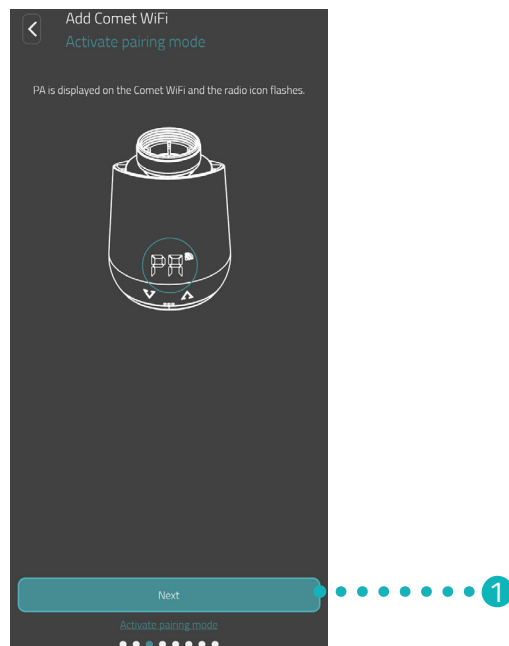 Add Comet WiFi
Activate pairing mode
PA is displayed on the Comet WiFi and the radio icon flashes.
PA
Next
1
Activate pairing mode